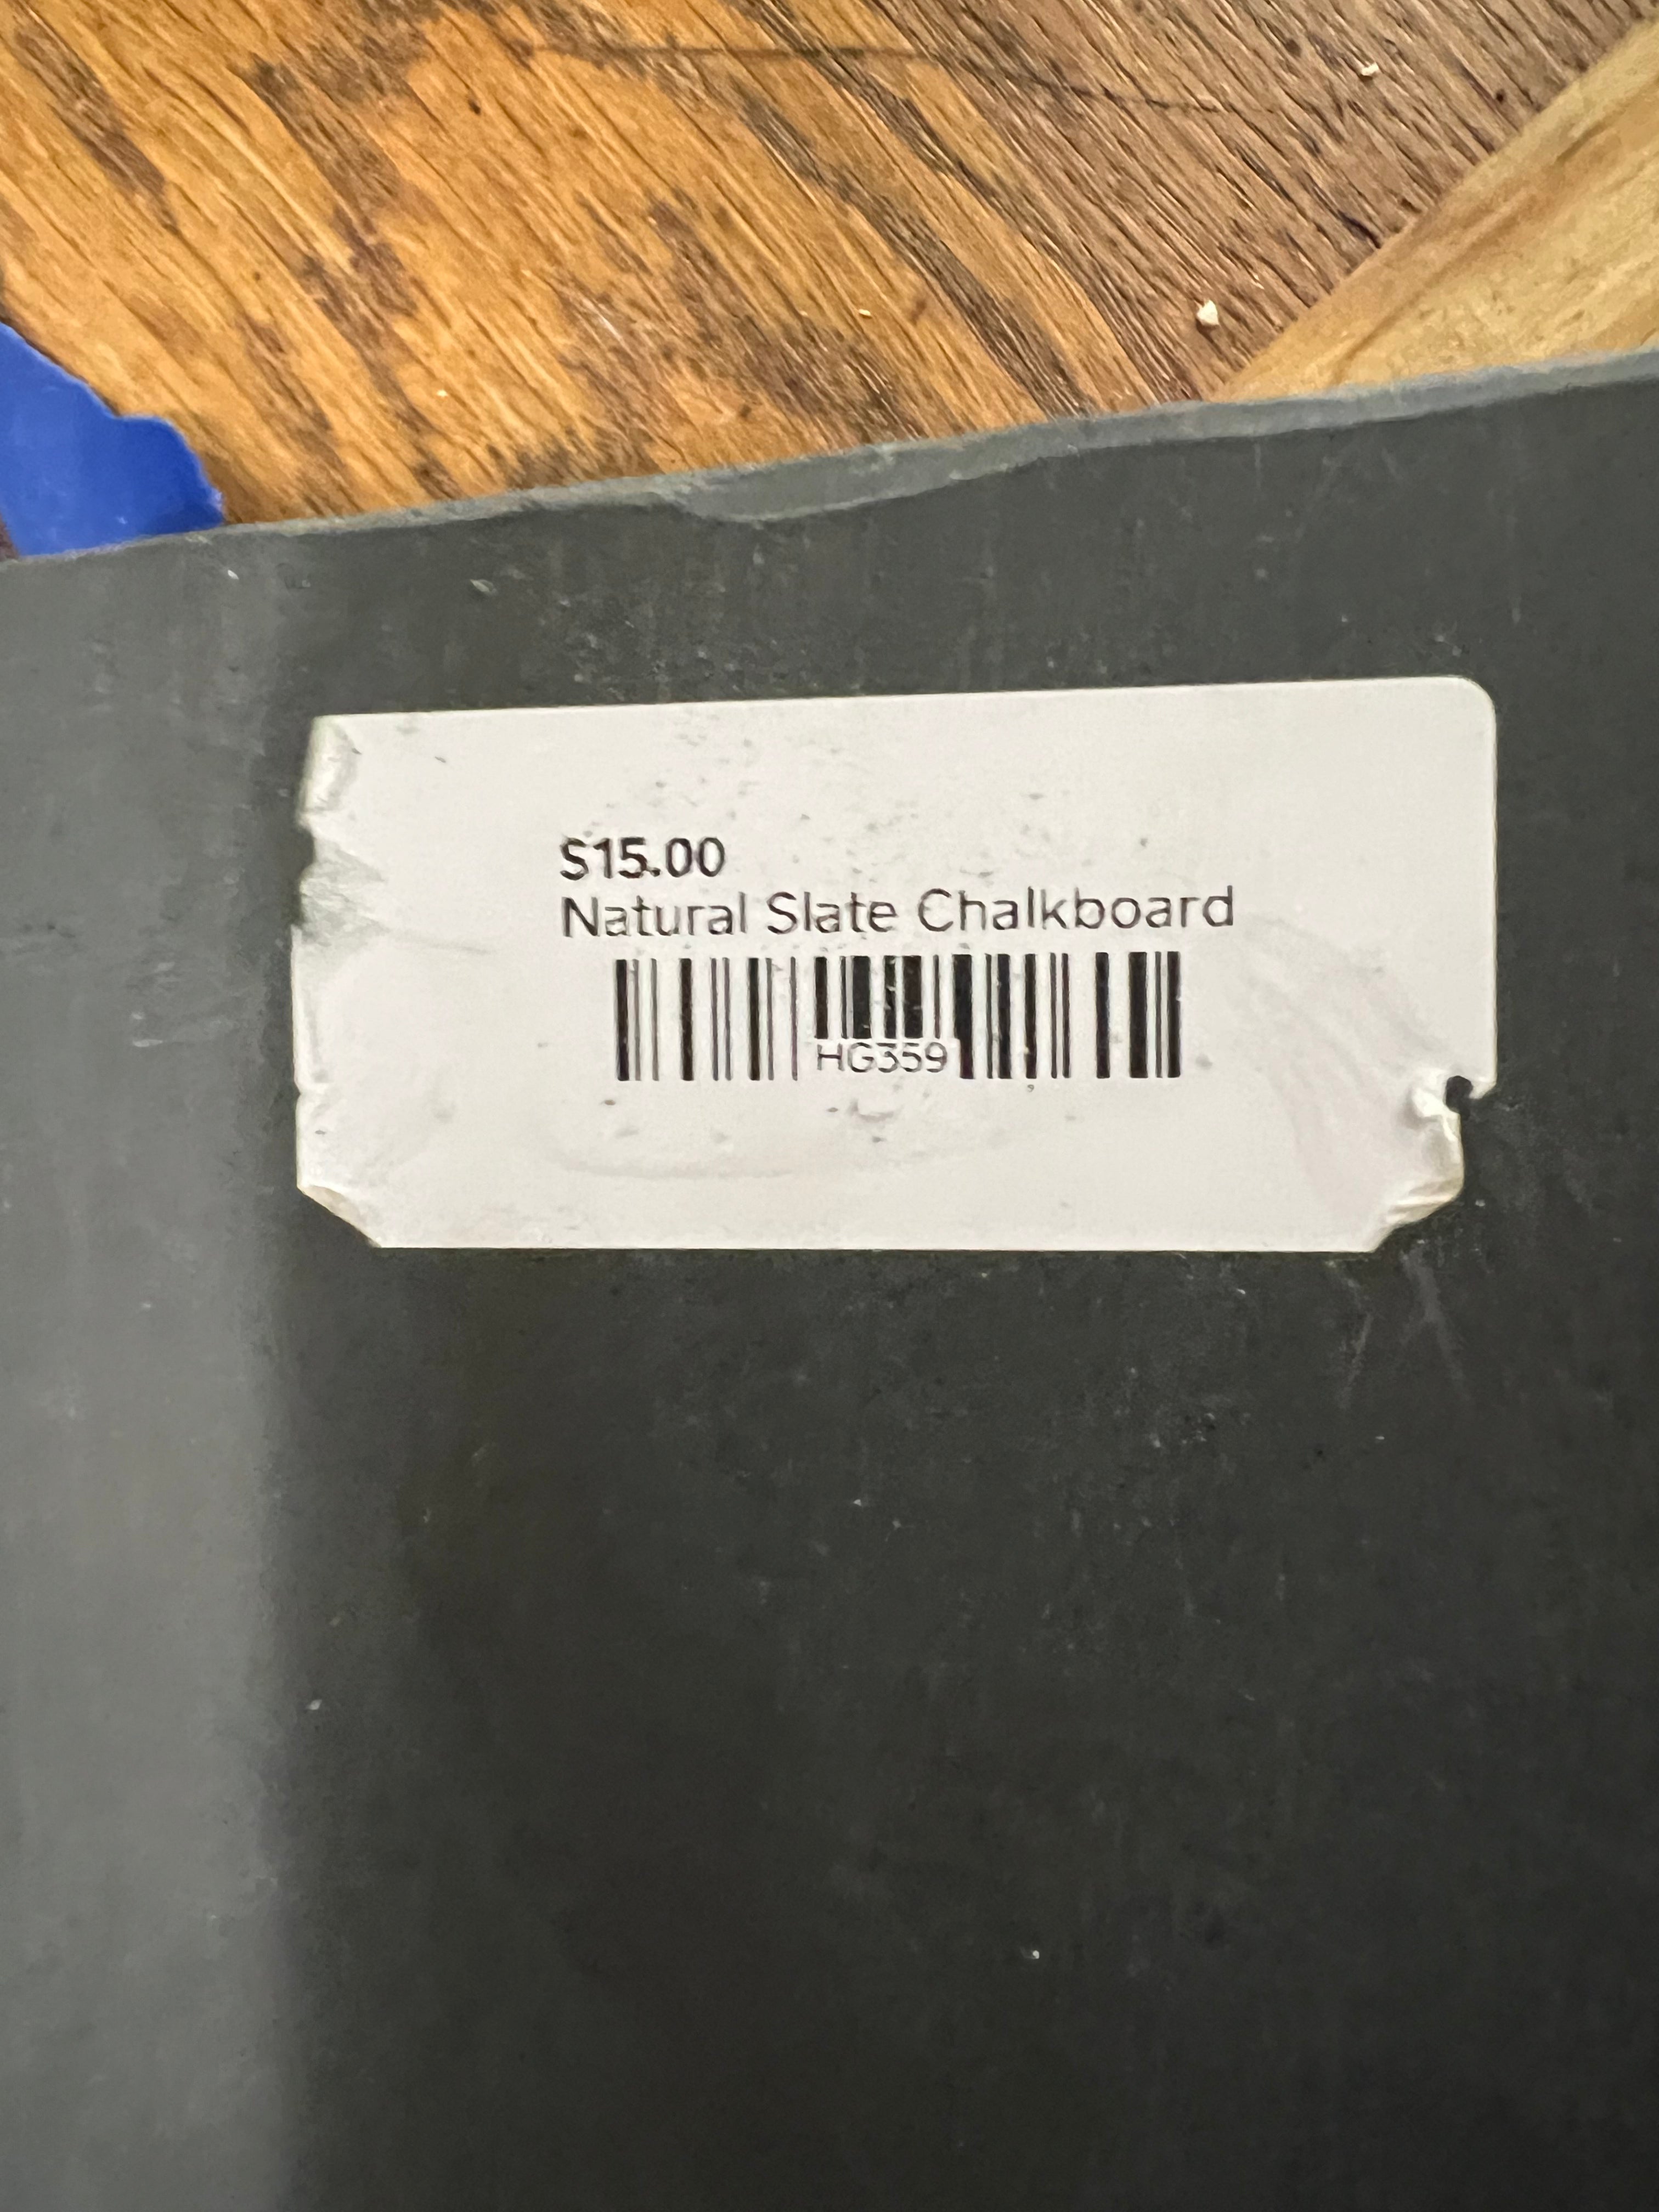 $15.00
Natural Slate Chalkboard
HG359